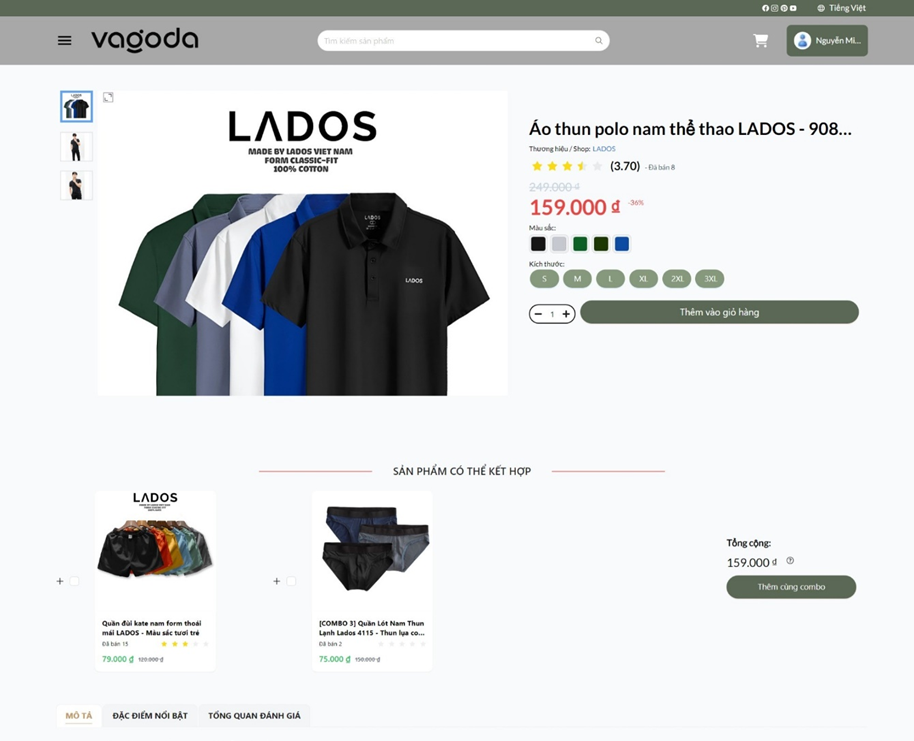 Tiếng Việt
vagoda
Tìm kiếm sản phẩm
Nguyễn Mi...
LADOS
MADE BY LADOS VIET NAM
FORM CLASSIC-FIT
100% COTTON
LADOS
LADOS
Áo thun polo nam thể thao LADOS - 908...
Thương hiệu / Shop: LADOS
(3.70) - Đã bán 8
249.000 ₫
159.000 ₫ -36%
Màu sắc:
Kích thước:
S M L XL 2XL 3XL
1
Thêm vào giỏ hàng
SẢN PHẨM CÓ THỂ KẾT HỢP
LADOS
Quần đùi kate nam form thoải
mái LADOS - Màu sắc tươi trẻ
Đã bán 15
79.000 ₫ 120.000 ₫
[COMBO 3] Quần Lót Nam Thun
Lạnh Lados 4115 - Thun lụa co...
Đã bán 2
75.000 ₫
Tổng cộng:
159.000 ₫
Thêm cùng combo
MÔ TẢ ĐẶC ĐIỂM NỔI BẬT TỔNG QUAN ĐÁNH GIÁ